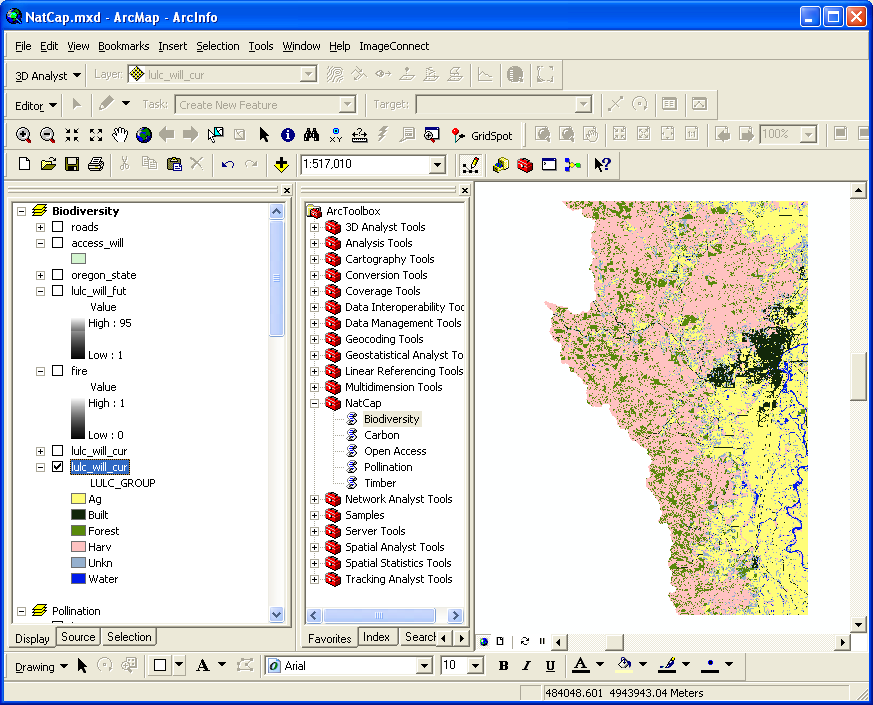 NatCap.mxd - ArcMap - ArcInfo
File Edit View Bookmarks Insert Selection Tools Window Help ImageConnect
3D Analyst Layer: lulc_will_cur
Editor Task: Create New Feature Target:
GridSpot 100%
1:517,010
Biodiversity
roads
access_will
oregon_state
lulc_will_fut
Value
High : 95
Low : 1
fire
Value
High : 1
Low : 0
lulc_will_cur
lulc_will_cur
LULC_GROUP
Ag
Built
Forest
Harv
Unkn
Water
Pollination
Display Source Selection
ArcToolbox
3D Analyst Tools
Analysis Tools
Cartography Tools
Conversion Tools
Coverage Tools
Data Interoperability Too
Data Management Tools
Geocoding Tools
Geostatistical Analyst To
Linear Referencing Tools
Multidimension Tools
NatCap
Biodiversity
Carbon
Open Access
Pollination
Timber
Network Analyst Tools
Samples
Server Tools
Spatial Analyst Tools
Spatial Statistics Tools
Tracking Analyst Tools
Favorites Index Search
Drawing A Arial 10 B I U A
484048.601 4943943.04 Meters